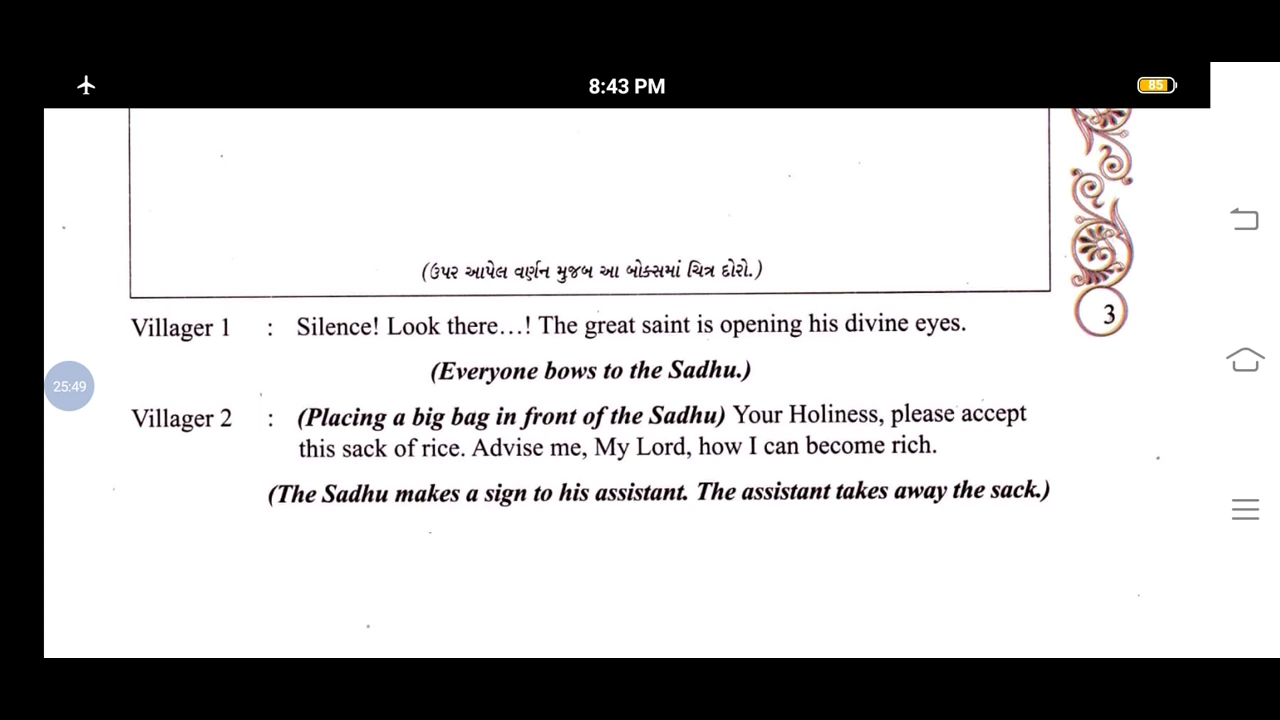 8:43 PM
85
(ઉપર આપેલ વર્ણન મુજબ આ બોક્સમાં ચિત્ર દોરો.)
3
Villager 1 : Silence! Look there...! The great saint is opening his divine eyes.
(Everyone bows to the Sadhu.)
25:49
Villager 2 : (Placing a big bag in front of the Sadhu) Your Holiness, please accept
this sack of rice. Advise me, My Lord, how I can become rich.
(The Sadhu makes a sign to his assistant. The assistant takes away the sack.)